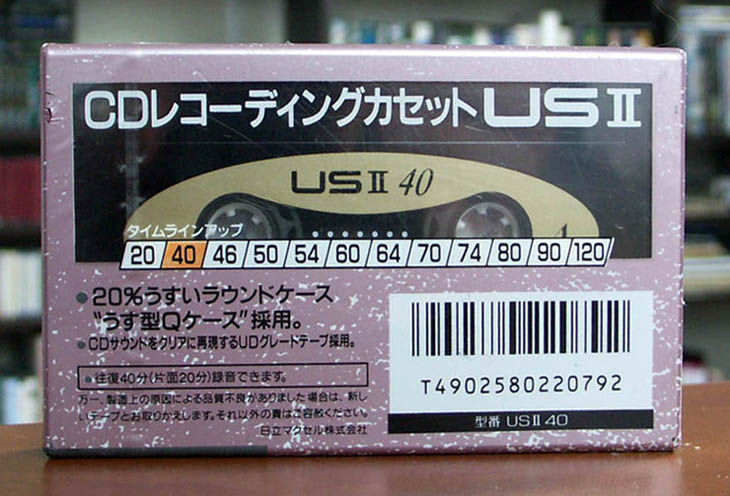 CDレコーディングカセットUSⅡ
USⅡ 40
タイムラインアップ
20 40 46 50 54 60 64 70 74 80 90 120
●20%うすいラウンドケース
“うす型Qケース”採用。
●CDサウンドをクリアに再現するUDグレードテープ採用。
●往復40分(片面20分)録音できます。
万一、製造上の原因による品質不良がありました場合は、新し
いテープとお取りかえします。それ以外の責はご容赦ください。
日立マクセル株式会社
T4902580220792
型番 USⅡ40